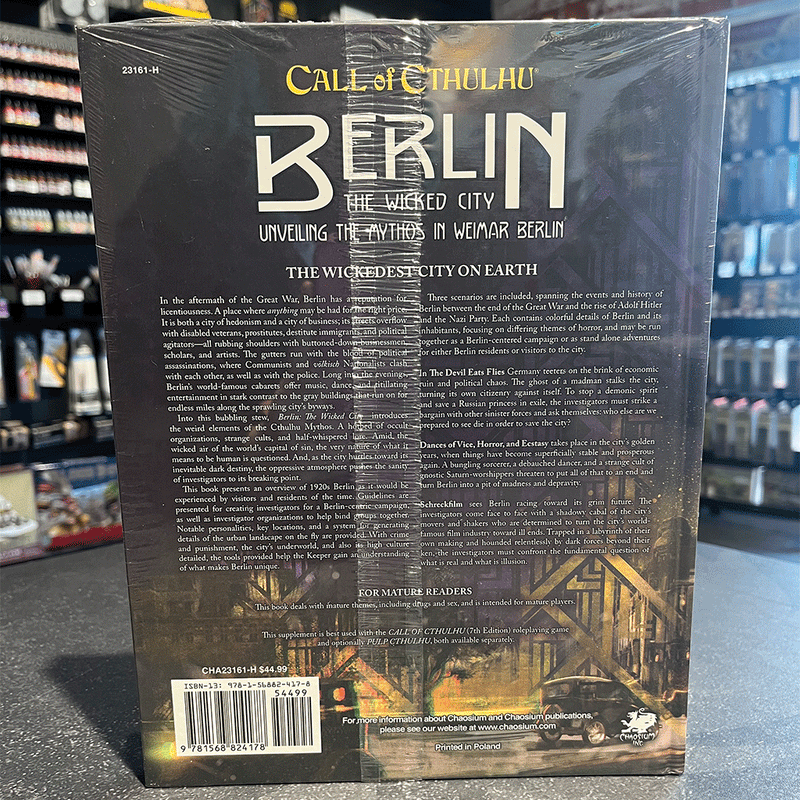 23161-H
CALL of CTHULHU®
BERLIN
THE WICKED CITY
UNVEILING THE MYTHOS IN WEIMAR BERLIN
THE WICKEDEST CITY ON EARTH
In the aftermath of the Great War, Berlin has a reputation for
licentiousness. A place where anything may be had for the right price.
It is both a city of hedonism and a city of business; its streets overflow
with disabled veterans, prostitutes, destitute immigrants, and political
agitators—all rubbing shoulders with buttoned-down businessmen,
scholars, and artists. The gutters run with the blood of political
assassinations, where Communists and völkisch Nationalists clash
with each other, as well as with the police. Long into the evening,
Berlin's world-famous cabarets offer music, dance, and titillating
entertainment in stark contrast to the gray buildings that run on for
endless miles along the sprawling city's byways.
Into this bubbling stew, Berlin: The Wicked City introduces
the weird elements of the Cthulhu Mythos. A hotbed of occult
organizations, strange cults, and half-whispered lore. Amid the
wicked air of the world's capital of sin, the very nature of what it
means to be human is questioned. And, as the city hurtles toward its
inevitable dark destiny, the oppressive atmosphere pushes the sanity
of investigators to its breaking point.
This book presents an overview of 1920s Berlin as it would be
experienced by visitors and residents of the time. Guidelines are
presented for creating investigators for a Berlin-centric campaign,
as well as investigator organizations to help bind groups together.
Notable personalities, key locations, and a system for generating
details of the urban landscape on the fly are provided. With crime
and punishment, the city's underworld, and also its high culture
detailed, the tools provided help the Keeper gain an understanding
of what makes Berlin unique.
Three scenarios are included, spanning the events and history of
Berlin between the end of the Great War and the rise of Adolf Hitler
and the Nazi Party. Each contains colorful details of Berlin and its
inhabitants, focusing on differing themes of horror, and may be run
together as a Berlin-centered campaign or as stand alone adventures
for either Berlin residents or visitors to the city.
In The Devil Eats Flies Germany teeters on the brink of economic
ruin and political chaos. The ghost of a madman stalks the city,
turning its own citizenry against itself. To stop a demonic spirit
and save a Russian princess in exile, the investigators must strike a
bargain with other sinister forces and ask themselves: who else are we
prepared to see die in order to save the city?
Dances of Vice, Horror, and Ecstasy takes place in the city's golden
years, when things have become superficially stable and prosperous
again. A bungling sorcerer, a debauched dancer, and a strange cult of
gnostic Saturn-worshippers threaten to put all of that to an end and
turn Berlin into a pit of madness and depravity.
Schreckfilm sees Berlin racing toward its grim future. The
investigators come face to face with a shadowy cabal of the city's
movers and shakers who are determined to turn the city's world-
famous film industry toward ill ends. Trapped in a labyrinth of their
own making and hounded relentlessly by dark forces beyond their
ken, the investigators must confront the fundamental question of
what is real and what is illusion.
FOR MATURE READERS
This book deals with mature themes, including drugs and sex, and is intended for mature players.
This supplement is best used with the CALL OF CTHULHU (7th Edition) roleplaying game
and optionally PULP CTHULHU, both available separately.
CHA23161-H $44.99
ISBN-13: 978-1-56882-417-8
54499
9 781568 824178
For more information about Chaosium and Chaosium publications,
please see our website at www.chaosium.com
Printed in Poland
CHAOSIUM
INC.